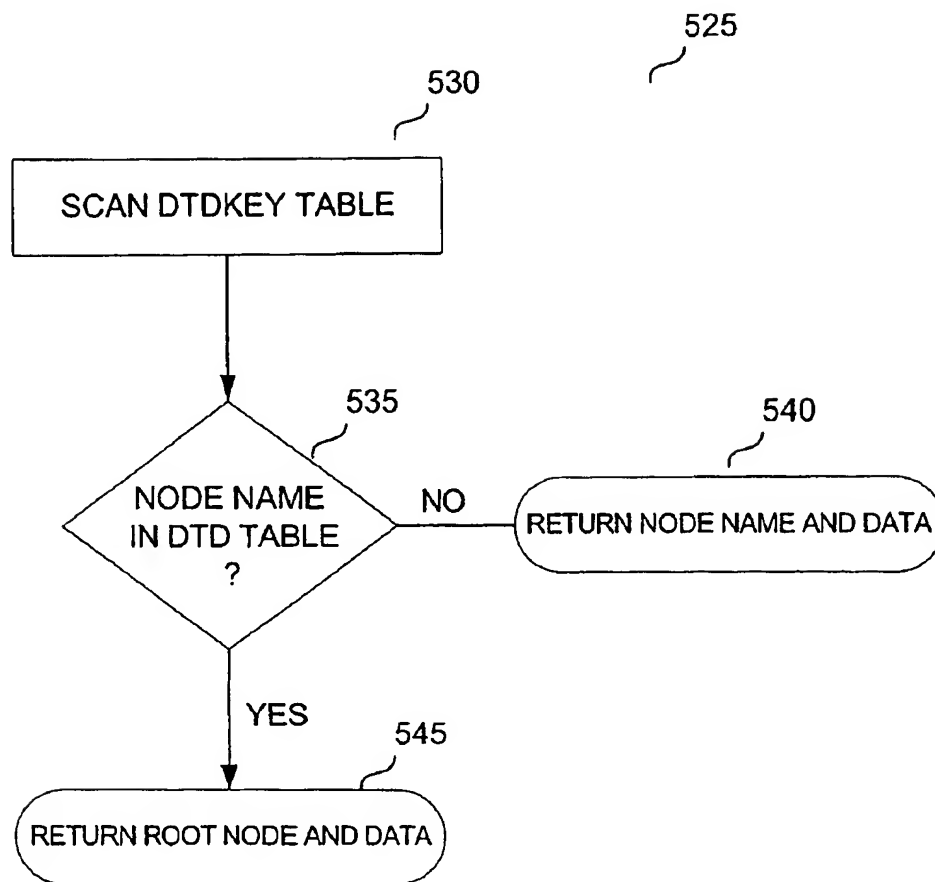 525
530
SCAN DTDKEY TABLE
535
NODE NAME
IN DTD TABLE
?
NO
540
RETURN NODE NAME AND DATA
YES
545
RETURN ROOT NODE AND DATA